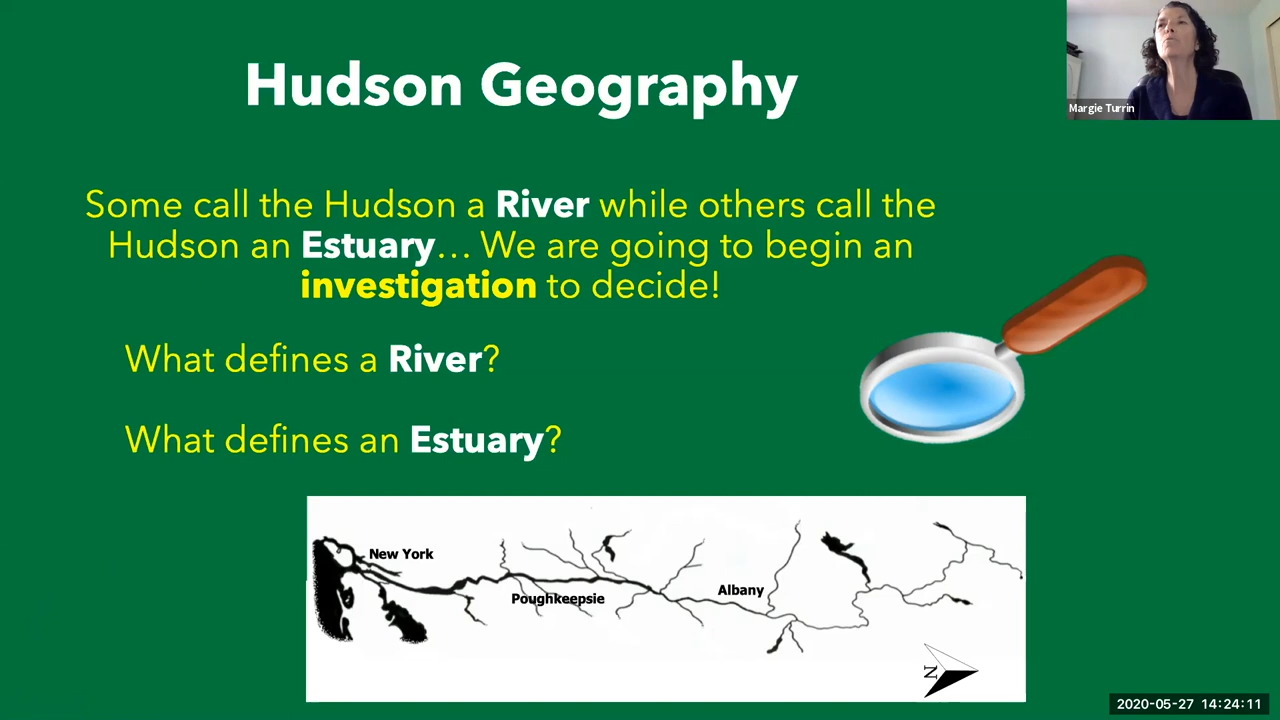 Hudson Geography
Margie Turrin
Some call the Hudson a River while others call the
Hudson an Estuary... We are going to begin an
investigation to decide!
What defines a River?
What defines an Estuary?
New York
Poughkeepsie
Albany
N
2020-05-27 14:24:11